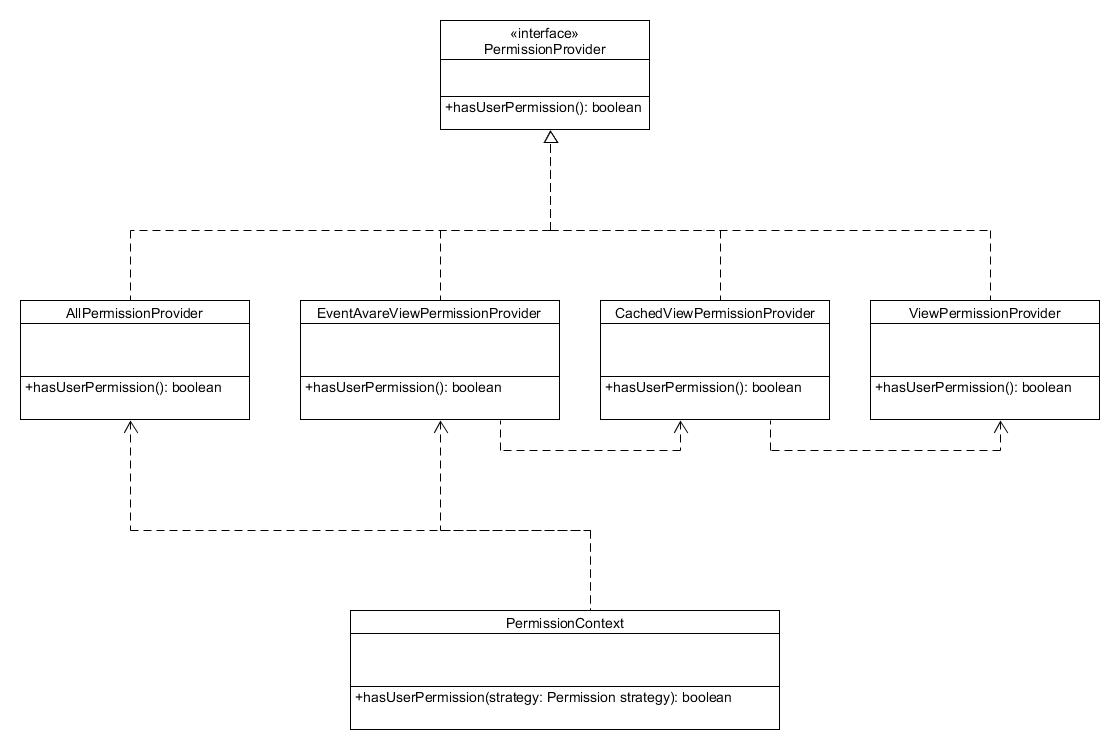 «interface»
PermissionProvider
+hasUserPermission(): boolean
AllPermissionProvider
+hasUserPermission(): boolean
EventAvareViewPermissionProvider
+hasUserPermission(): boolean
CachedViewPermissionProvider
+hasUserPermission(): boolean
ViewPermissionProvider
+hasUserPermission(): boolean
PermissionContext
+hasUserPermission(strategy: Permission strategy): boolean